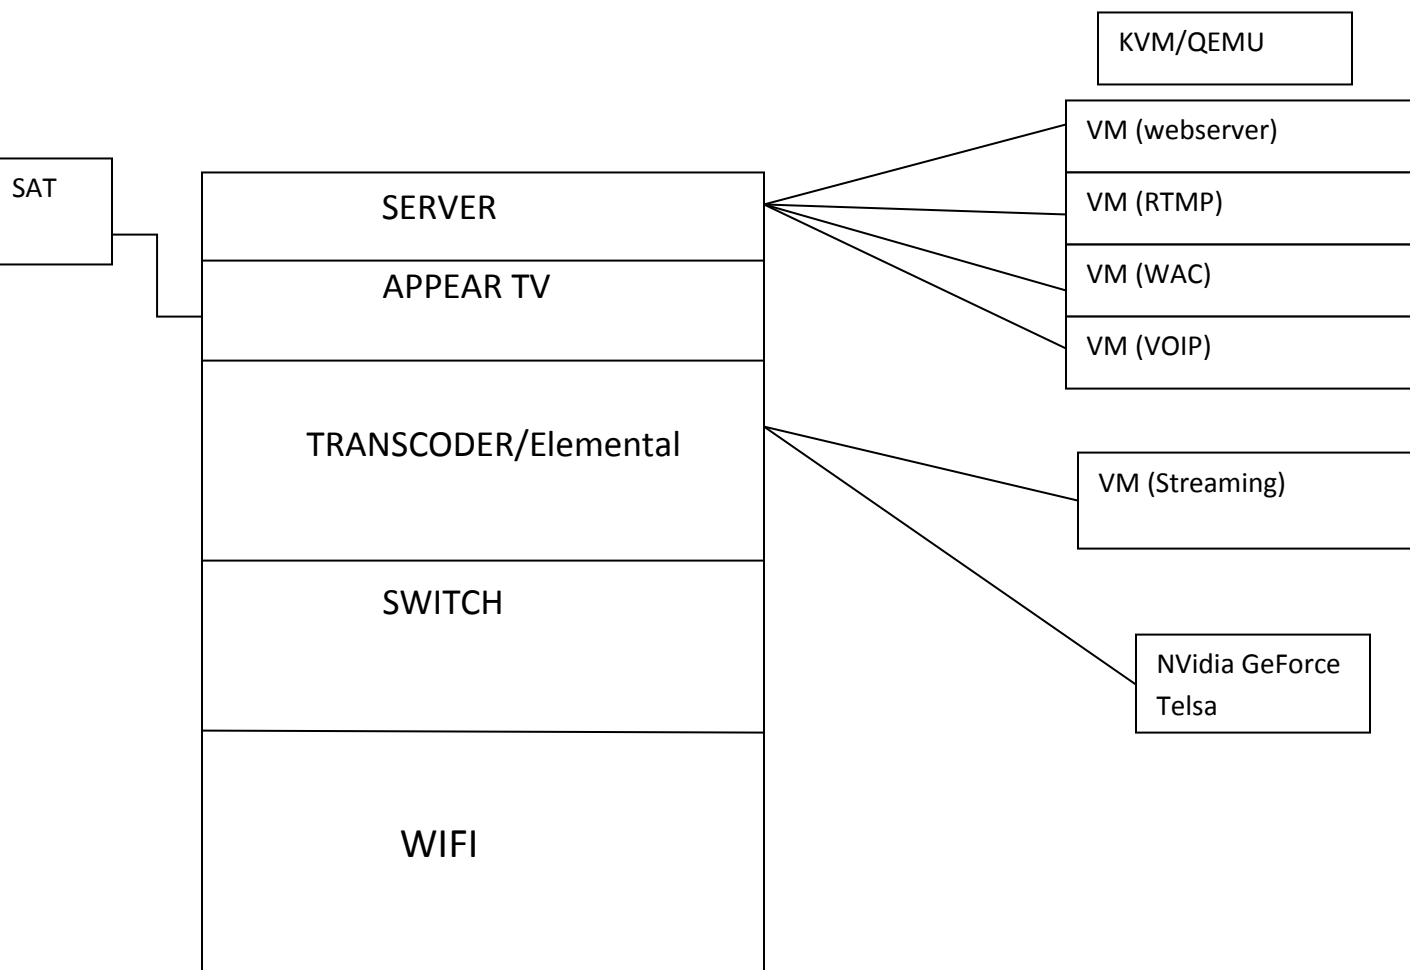 KVM/QEMU
VM (webserver)
SAT
SERVER
VM (RTMP)
APPEAR TV
VM (WAC)
VM (VOIP)
TRANSCODER/Elemental
VM (Streaming)
SWITCH
NVidia GeForce
Telsa
WIFI